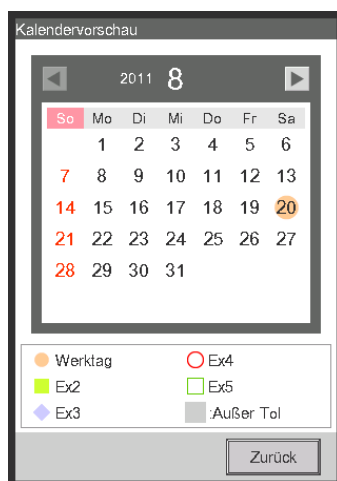 Kalendervorschau
2011 8
So Mo Di Mi Do Fr Sa
1 2 3 4 5 6
7 8 9 10 11 12 13
14 15 16 17 18 19 20
21 22 23 24 25 26 27
28 29 30 31
Werktag Ex4
Ex2 Ex5
Ex3 :Außer Tol
Zurück